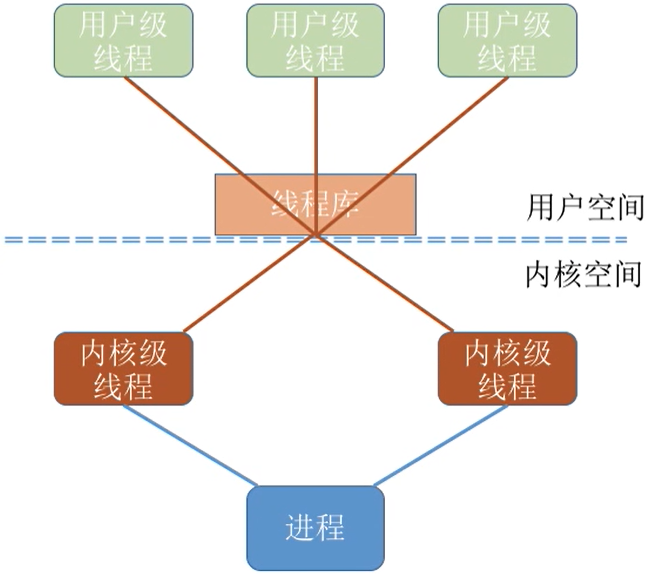 用户级
线程
用户级
线程
用户级
线程
线程库
用户空间
内核空间
内核级
线程
内核级
线程
进程